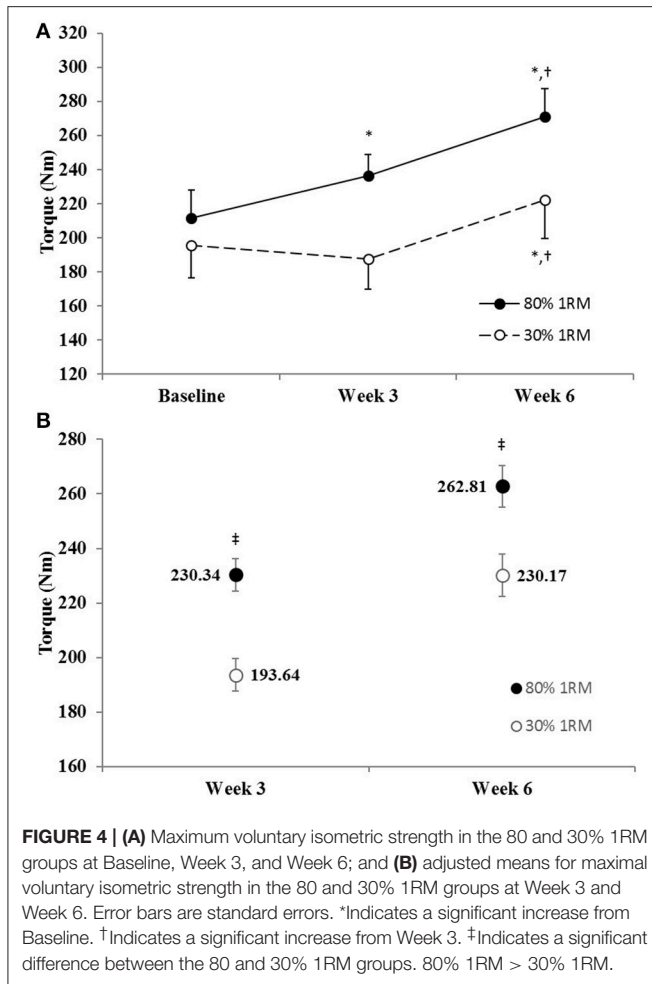 A
320
300
280
260
240
220
200
180
160
140
120
Torque (Nm)
*
*,†
*,†
80% 1RM
30% 1RM
Baseline Week 3 Week 6
B
280
260
240
220
200
180
160
Torque (Nm)
‡
‡
262.81
230.34
230.17
193.64
80% 1RM
30% 1RM
Week 3 Week 6
FIGURE 4 | (A) Maximum voluntary isometric strength in the 80 and 30% 1RM
groups at Baseline, Week 3, and Week 6; and (B) adjusted means for maximal
voluntary isometric strength in the 80 and 30% 1RM groups at Week 3 and
Week 6. Error bars are standard errors. *Indicates a significant increase from
Baseline. †Indicates a significant increase from Week 3. ‡Indicates a significant
difference between the 80 and 30% 1RM groups. 80% 1RM > 30% 1RM.